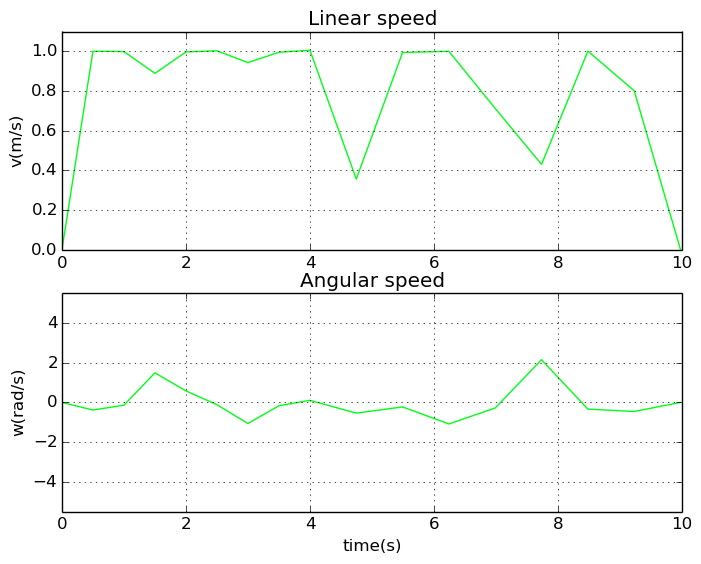 Linear speed
v(m/s)
1.0
0.8
0.6
0.4
0.2
0.0
0 2 4 6 8 10
Angular speed
w(rad/s)
4
2
0
−2
−4
0 2 4 6 8 10
time(s)